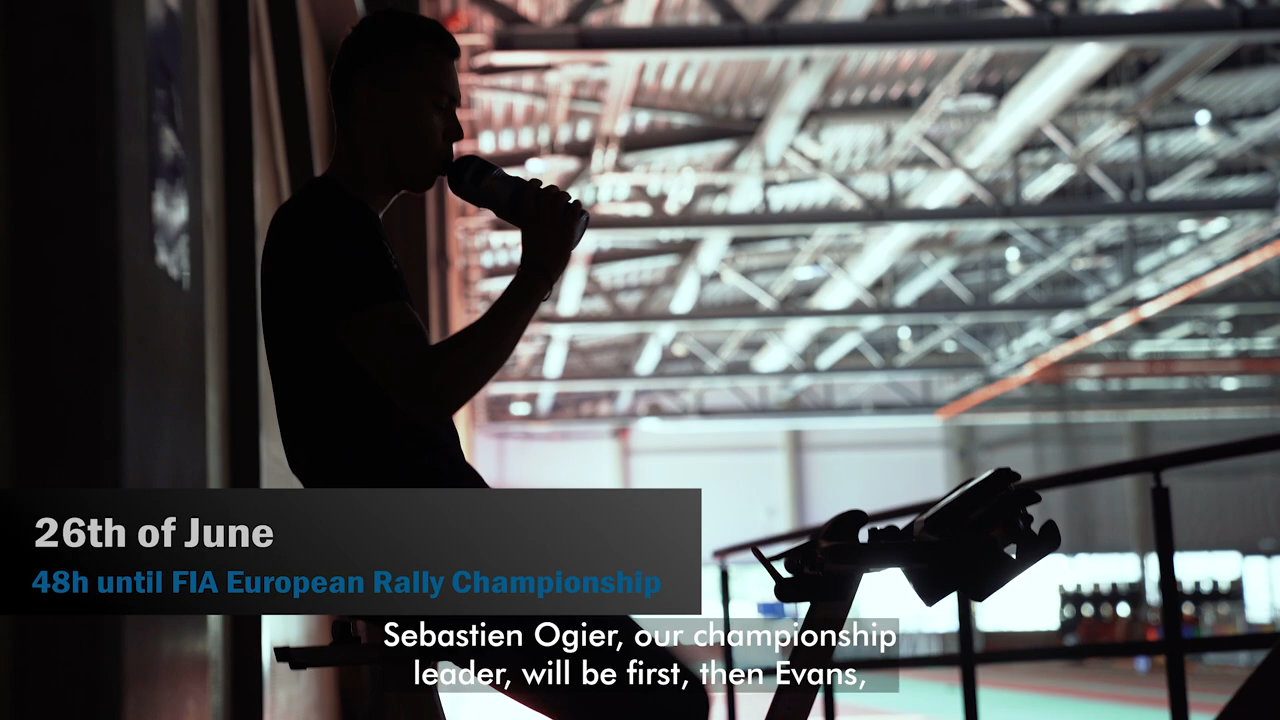 26th of June
48h until FIA European Rally Championship
Sebastien Ogier, our championship
leader, will be first, then Evans,